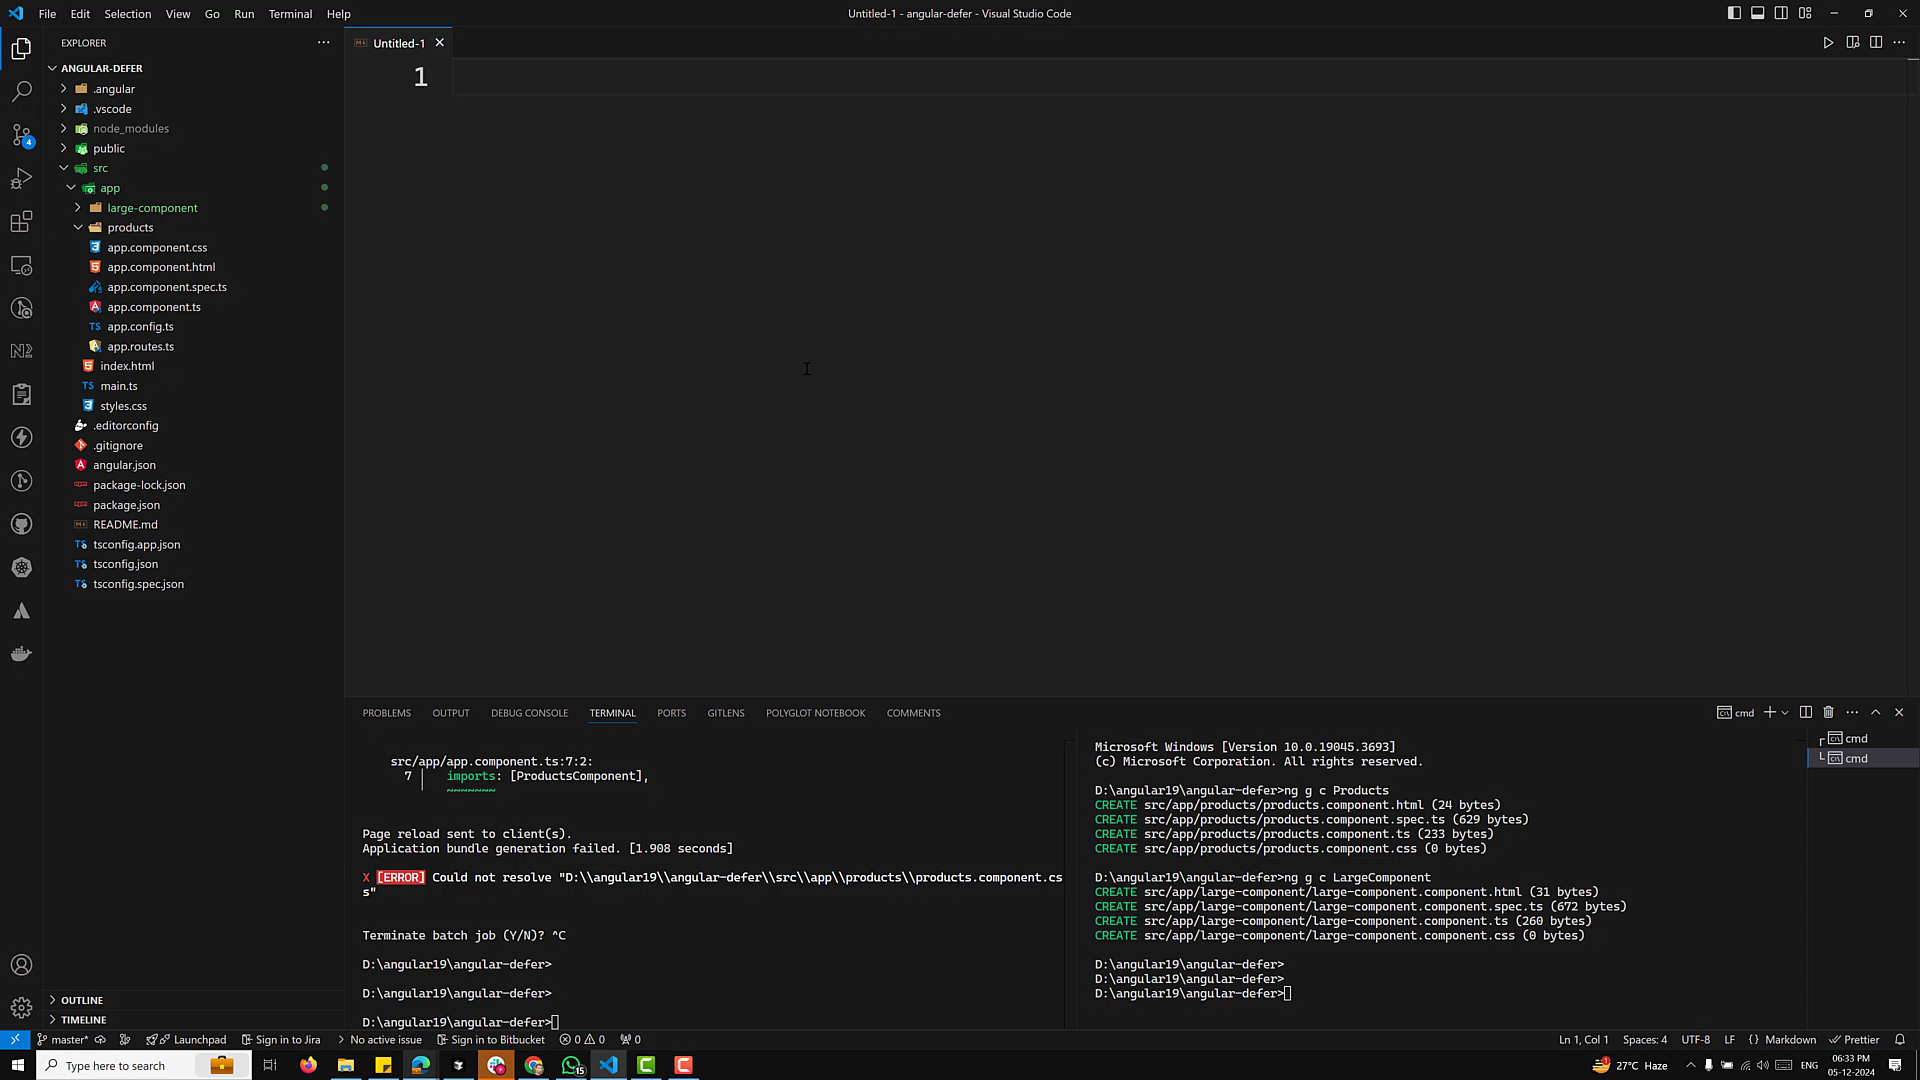 File Edit Selection View Go Run Terminal Help
Untitled-1 - angular-defer - Visual Studio Code
EXPLORER
Untitled-1
ANGULAR-DEFER
.angular
.vscode
node_modules
public
src
app
large-component
products
app.component.css
app.component.html
app.component.spec.ts
app.component.ts
TS app.config.ts
app.routes.ts
index.html
TS main.ts
styles.css
.editorconfig
.gitignore
angular.json
package-lock.json
package.json
README.md
tsconfig.app.json
tsconfig.json
tsconfig.spec.json
OUTLINE
TIMELINE
4
1
PROBLEMS OUTPUT DEBUG CONSOLE TERMINAL PORTS GITLENS POLYGLOT NOTEBOOK COMMENTS
cmd
src/app/app.component.ts:7:2:
7 │ imports: [ProductsComponent],
~~~~~~~
Page reload sent to client(s).
Application bundle generation failed. [1.908 seconds]
X [ERROR] Could not resolve "D:\\angular19\\angular-defer\\src\\app\\products\\products.component.cs
s"
Terminate batch job (Y/N)? ^C
D:\angular19\angular-defer>
D:\angular19\angular-defer>
D:\angular19\angular-defer>
Microsoft Windows [Version 10.0.19045.3693]
(c) Microsoft Corporation. All rights reserved.
D:\angular19\angular-defer>ng g c Products
CREATE src/app/products/products.component.html (24 bytes)
CREATE src/app/products/products.component.spec.ts (629 bytes)
CREATE src/app/products/products.component.ts (233 bytes)
CREATE src/app/products/products.component.css (0 bytes)
D:\angular19\angular-defer>ng g c LargeComponent
CREATE src/app/large-component/large-component.component.html (31 bytes)
CREATE src/app/large-component/large-component.component.spec.ts (672 bytes)
CREATE src/app/large-component/large-component.component.ts (260 bytes)
CREATE src/app/large-component/large-component.component.css (0 bytes)
D:\angular19\angular-defer>
D:\angular19\angular-defer>
D:\angular19\angular-defer>
cmd
cmd
master* Launchpad Sign in to Jira No active issue Sign in to Bitbucket 0 0 0
Ln 1, Col 1 Spaces: 4 UTF-8 LF {} Markdown Prettier
Type here to search
15
1 27°C Haze
ENG
06:33 PM
05-12-2024